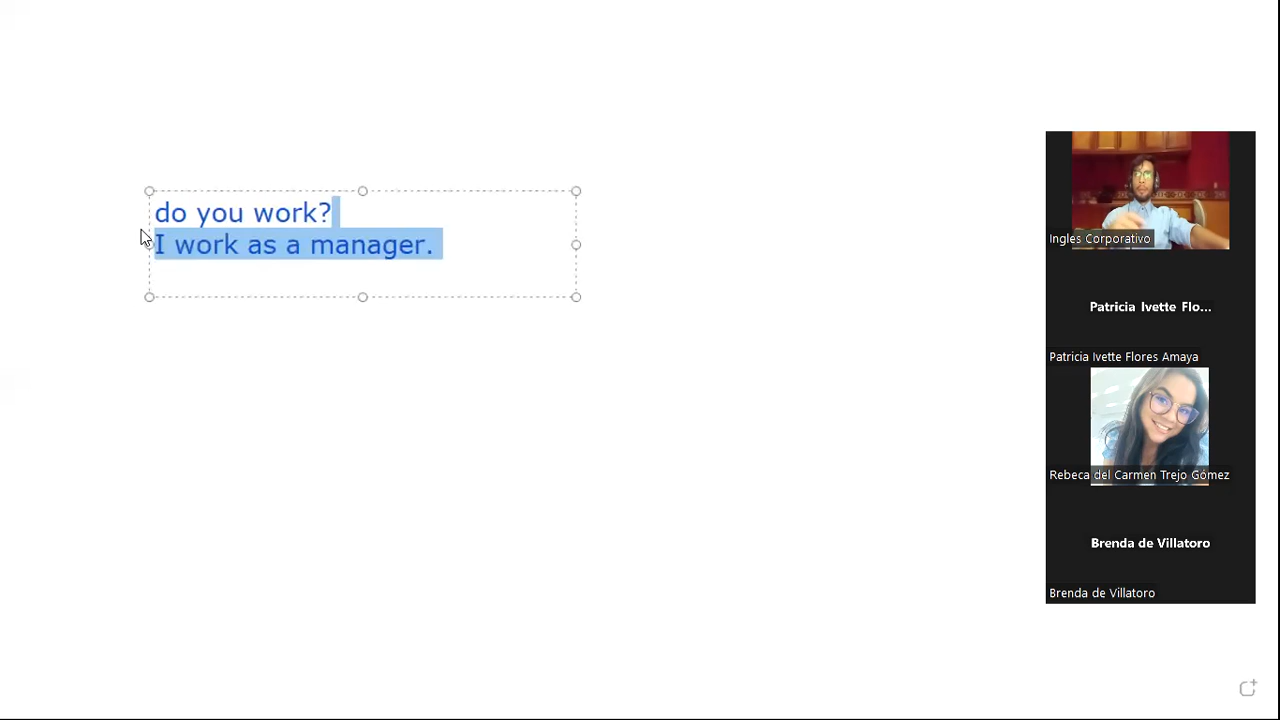 do you work?
I work as a manager.
Ingles Corporativo
Patricia Ivette Flo...
Patricia Ivette Flores Amaya
Rebeca del Carmen Trejo Gómez
Brenda de Villatoro
Brenda de Villatoro